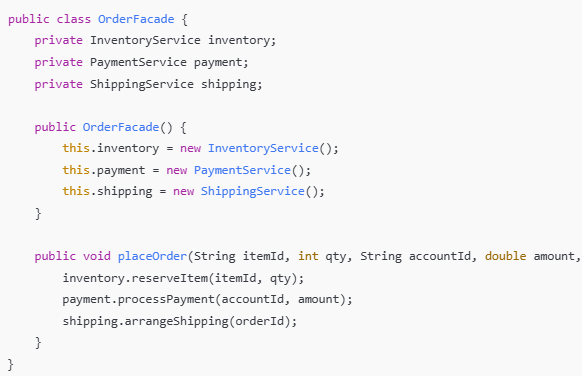 public class OrderFacade {
    private InventoryService inventory;
    private PaymentService payment;
    private ShippingService shipping;

    public OrderFacade() {
        this.inventory = new InventoryService();
        this.payment = new PaymentService();
        this.shipping = new ShippingService();
    }

    public void placeOrder(String itemId, int qty, String accountId, double amount,
        inventory.reserveItem(itemId, qty);
        payment.processPayment(accountId, amount);
        shipping.arrangeShipping(orderId);
    }
}